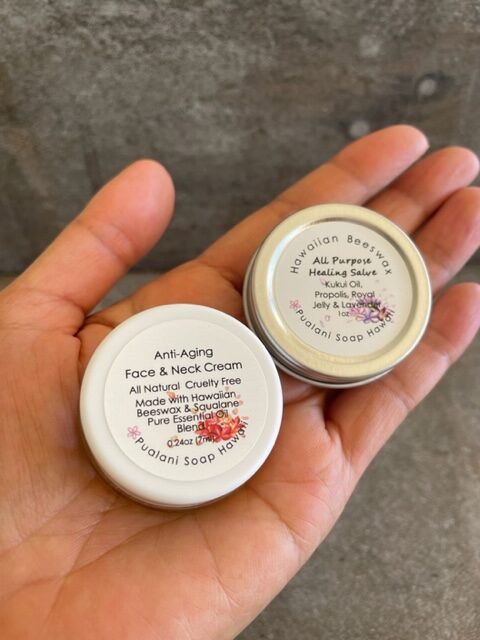 Hawaiian Beeswax
All Purpose
Healing Salve
Kukui Oil,
Propolis, Royal
Jelly & Lavender
1oz
Pualani Soap Hawaii
Anti-Aging
Face & Neck Cream
All Natural Cruelty Free
Made with Hawaiian
Beeswax & Squalane
Pure Essential Oil
Blend
0.24oz (7ml)
Pualani Soap Hawaii